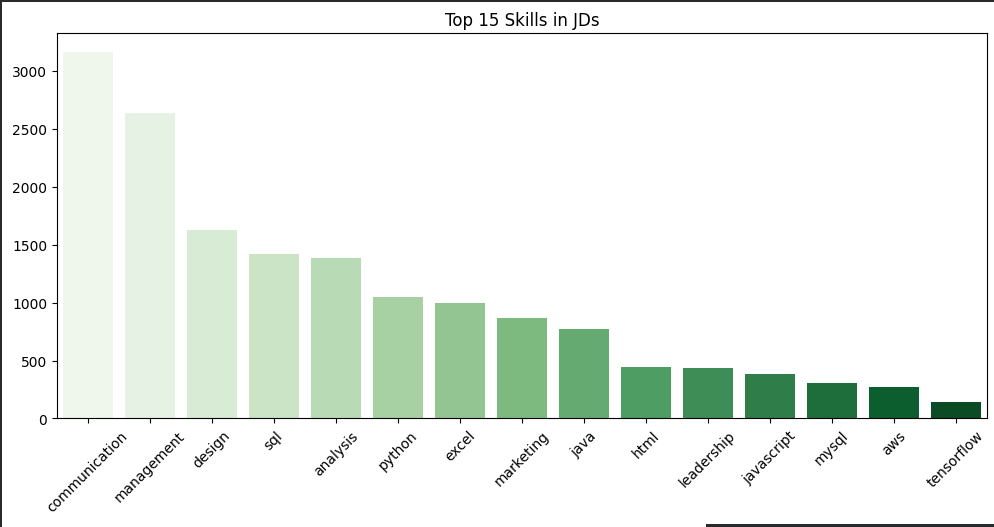 Top 15 Skills in JDs
3000
2500
2000
1500
1000
500
0
communication
management
design
sql
analysis
python
excel
marketing
java
html
leadership
javascript
mysql
aws
tensorflow